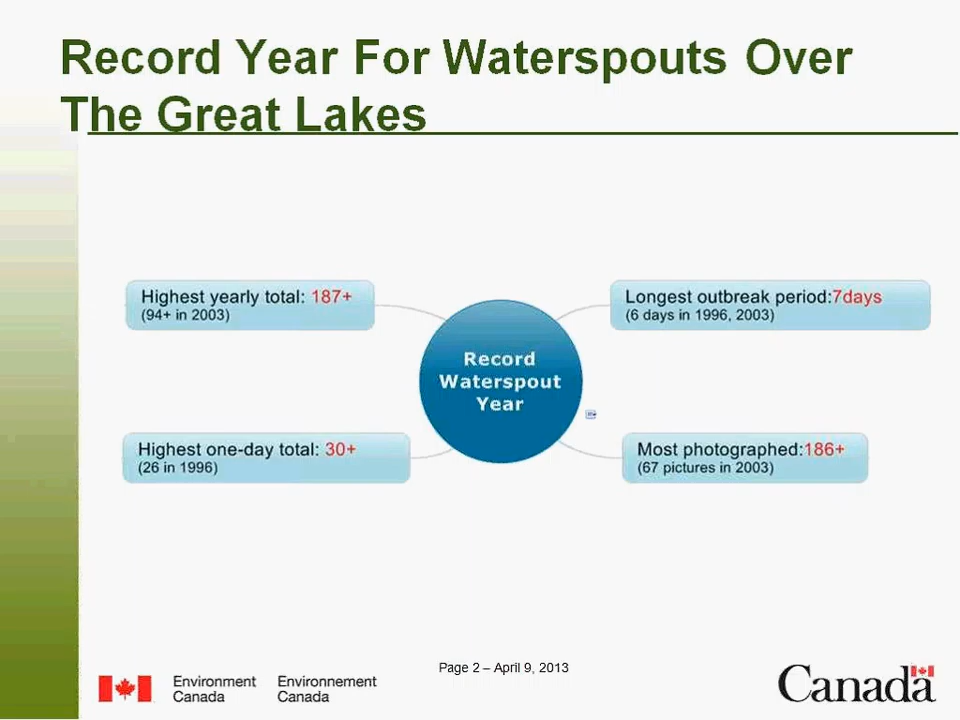 Record Year For Waterspouts Over
The Great Lakes
Highest yearly total: 187+
(94+ in 2003)
Longest outbreak period:7days
(6 days in 1996, 2003)
Record
Waterspout
Year
Highest one-day total: 30+
(26 in 1996)
Most photographed:186+
(67 pictures in 2003)
Page 2 – April 9, 2013
Environment
Canada
Environnement
Canada
Canada